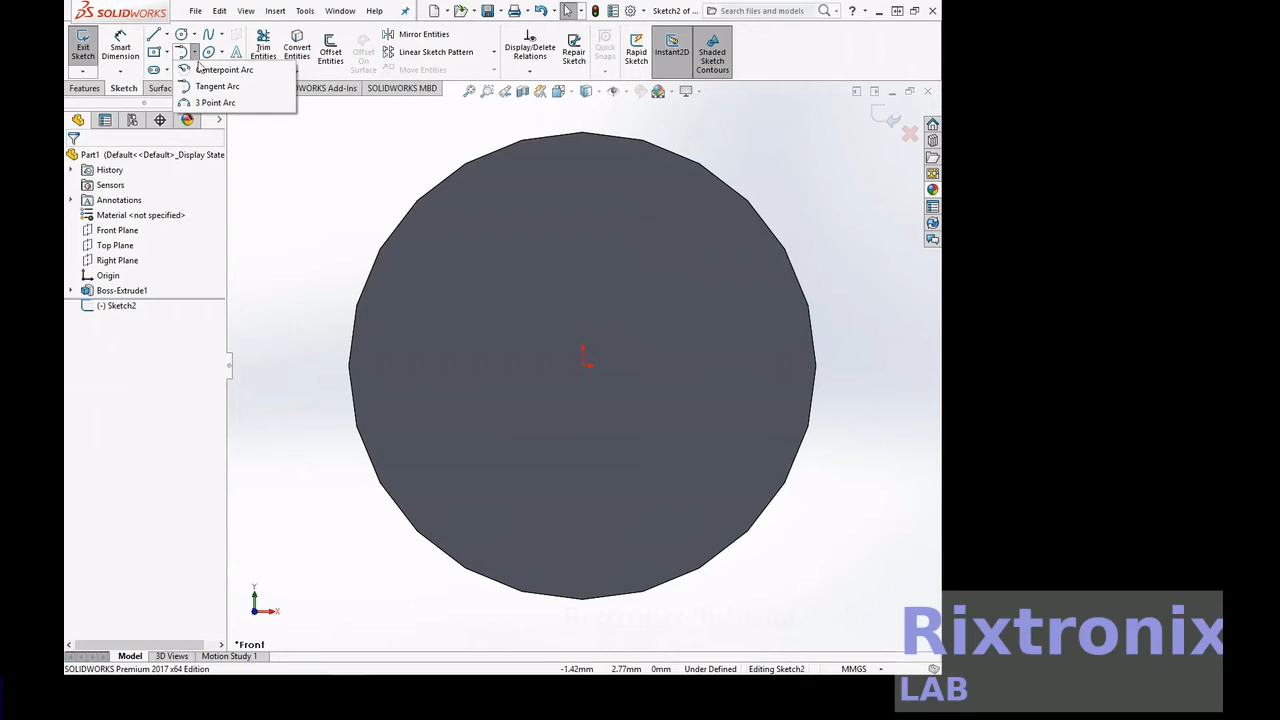 SOLIDWORKS File Edit View Insert Tools Window Help Sketch2 of ... Search files and models
Exit Sketch
Smart Dimension
Trim Entities
Convert Entities
Offset Entities
Offset On Surface
Mirror Entities
Linear Sketch Pattern
Move Entities
Display/Delete Relations
Quick Snaps
Repair Sketch
Rapid Sketch
Instant2D
Shaded Sketch Contours
Centerpoint Arc
Tangent Arc
3 Point Arc
Features Sketch Surfa WORKS Add-Ins SOLIDWORKS MBD
Part1 (Default<<Default>_Display State
History
Sensors
Annotations
Material <not specified>
Front Plane
Top Plane
Right Plane
Origin
Boss-Extrude1
(-) Sketch2
Y
X
*Front
Model 3D Views Motion Study 1
SOLIDWORKS Premium 2017 x64 Edition -1.42mm 2.77mm 0mm Under Defined Editing Sketch2 MMGS
Rixtronix
LAB